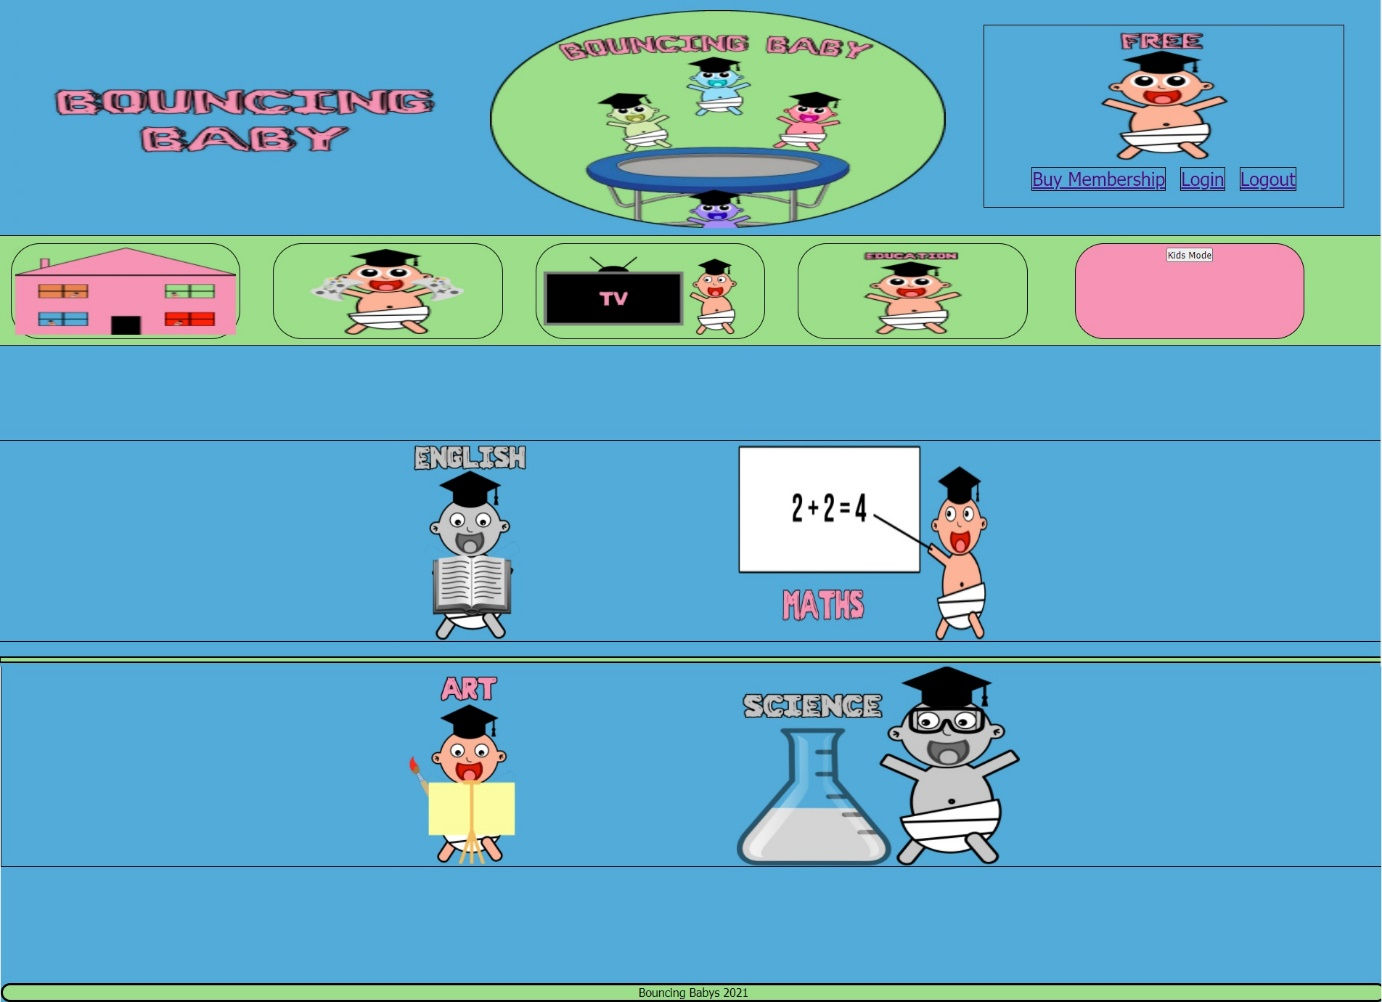 BOUNCING BABY
FREE
BOUNCING
BABY
Buy Membership Login Logout
TV
EDUCATION
Kids Mode
ENGLISH
2+2=4
MATHS
ART
SCIENCE
Bouncing Babys 2021